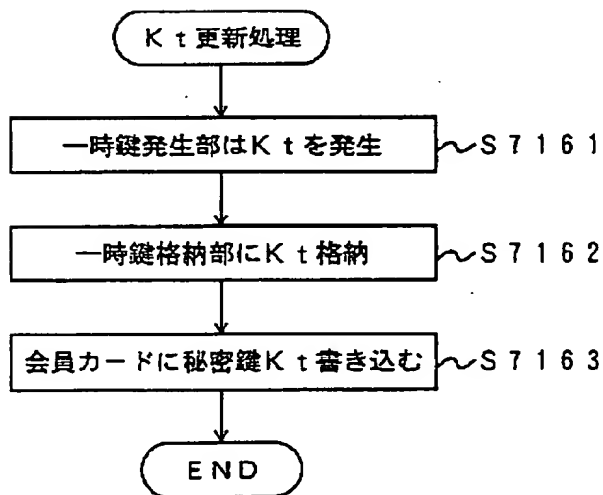 Kt更新処理
一時鍵発生部はKtを発生 S7161
一時鍵格納部にKt格納 S7162
会員カードに秘密鍵Kt書き込む S7163
END